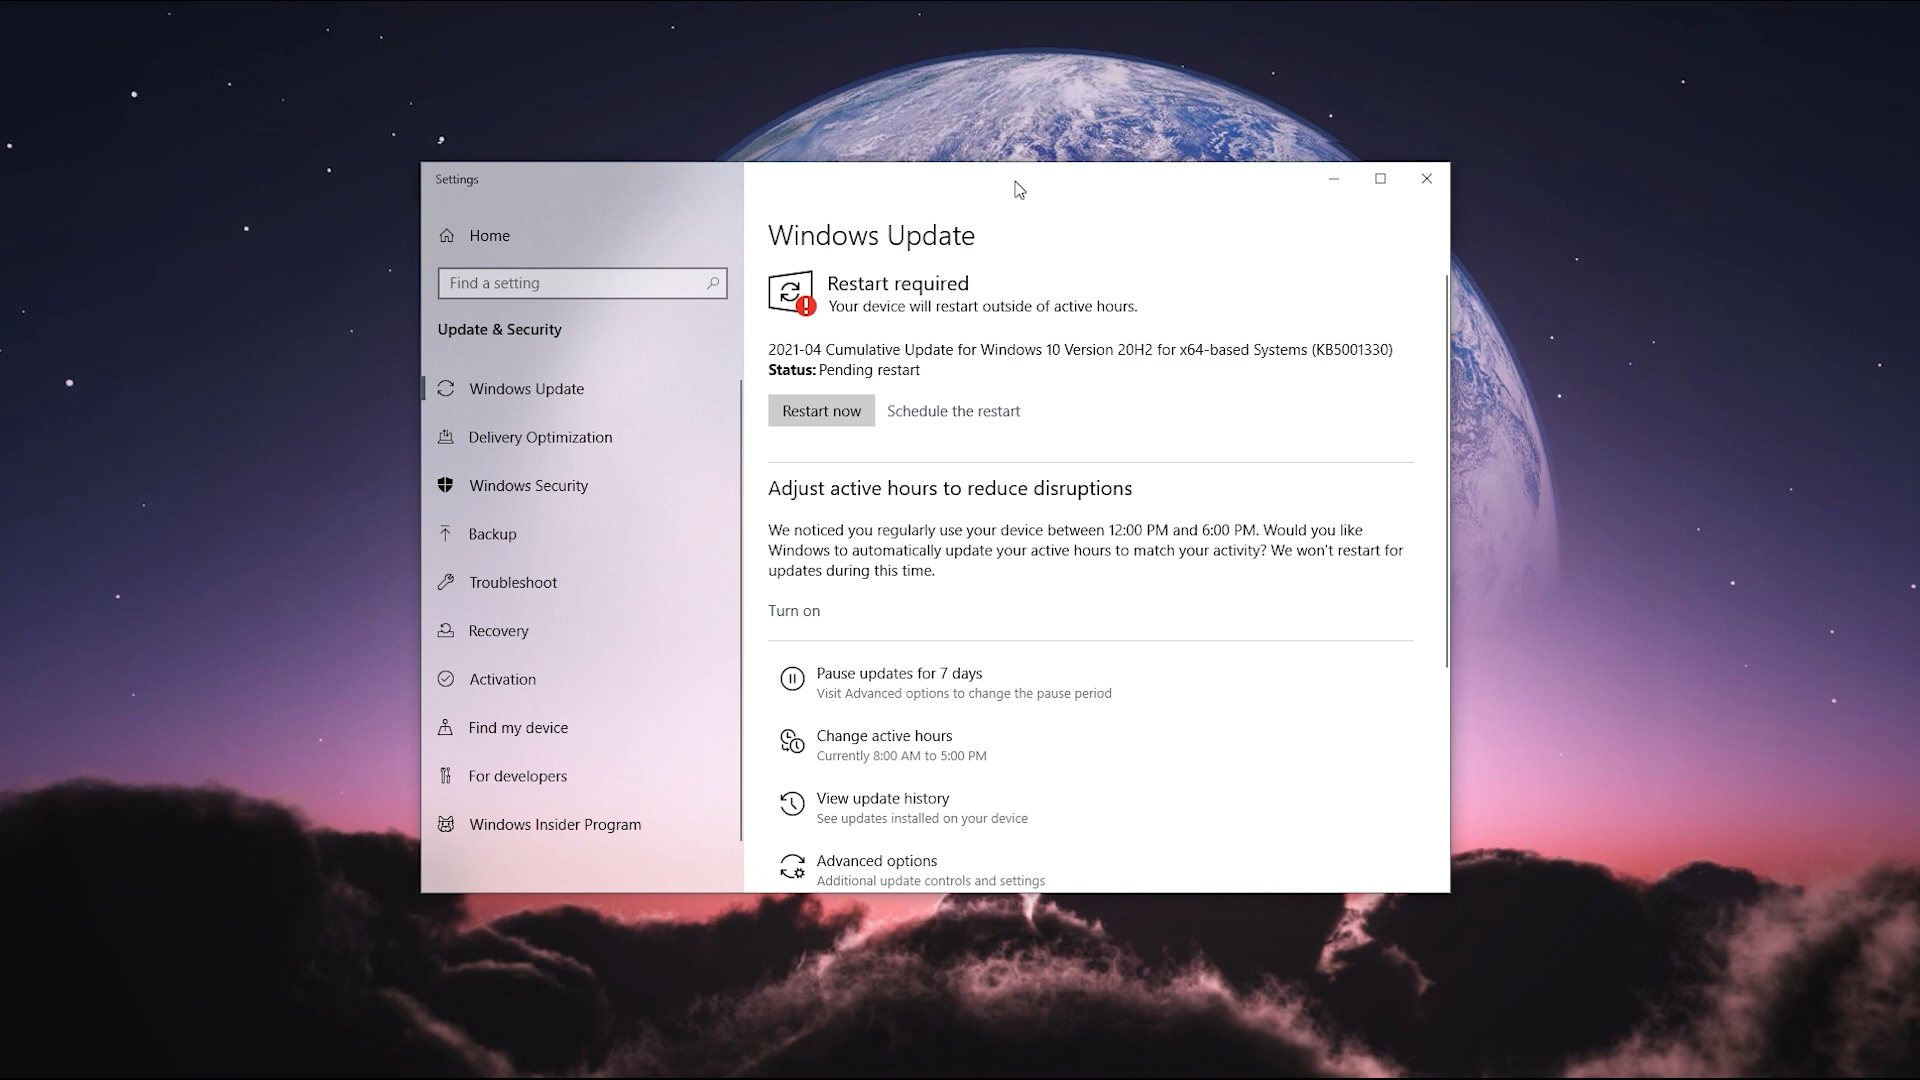 Settings
Home
Find a setting
Update & Security
Windows Update
Delivery Optimization
Windows Security
Backup
Troubleshoot
Recovery
Activation
Find my device
For developers
Windows Insider Program
Windows Update
Restart required
Your device will restart outside of active hours.
2021-04 Cumulative Update for Windows 10 Version 20H2 for x64-based Systems (KB5001330)
Status: Pending restart
Restart now Schedule the restart
Adjust active hours to reduce disruptions
We noticed you regularly use your device between 12:00 PM and 6:00 PM. Would you like
Windows to automatically update your active hours to match your activity? We won't restart for
updates during this time.
Turn on
Pause updates for 7 days
Visit Advanced options to change the pause period
Change active hours
Currently 8:00 AM to 5:00 PM
View update history
See updates installed on your device
Advanced options
Additional update controls and settings